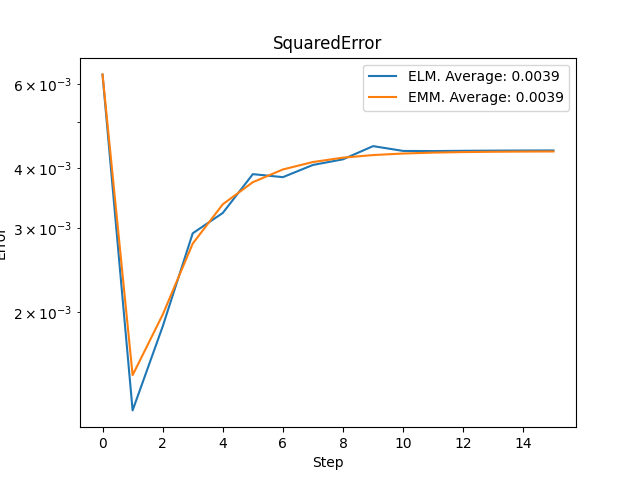 SquaredError
ELM. Average: 0.0039
EMM. Average: 0.0039
6 × 10⁻³
4 × 10⁻³
3 × 10⁻³
2 × 10⁻³
Error
0 2 4 6 8 10 12 14
Step